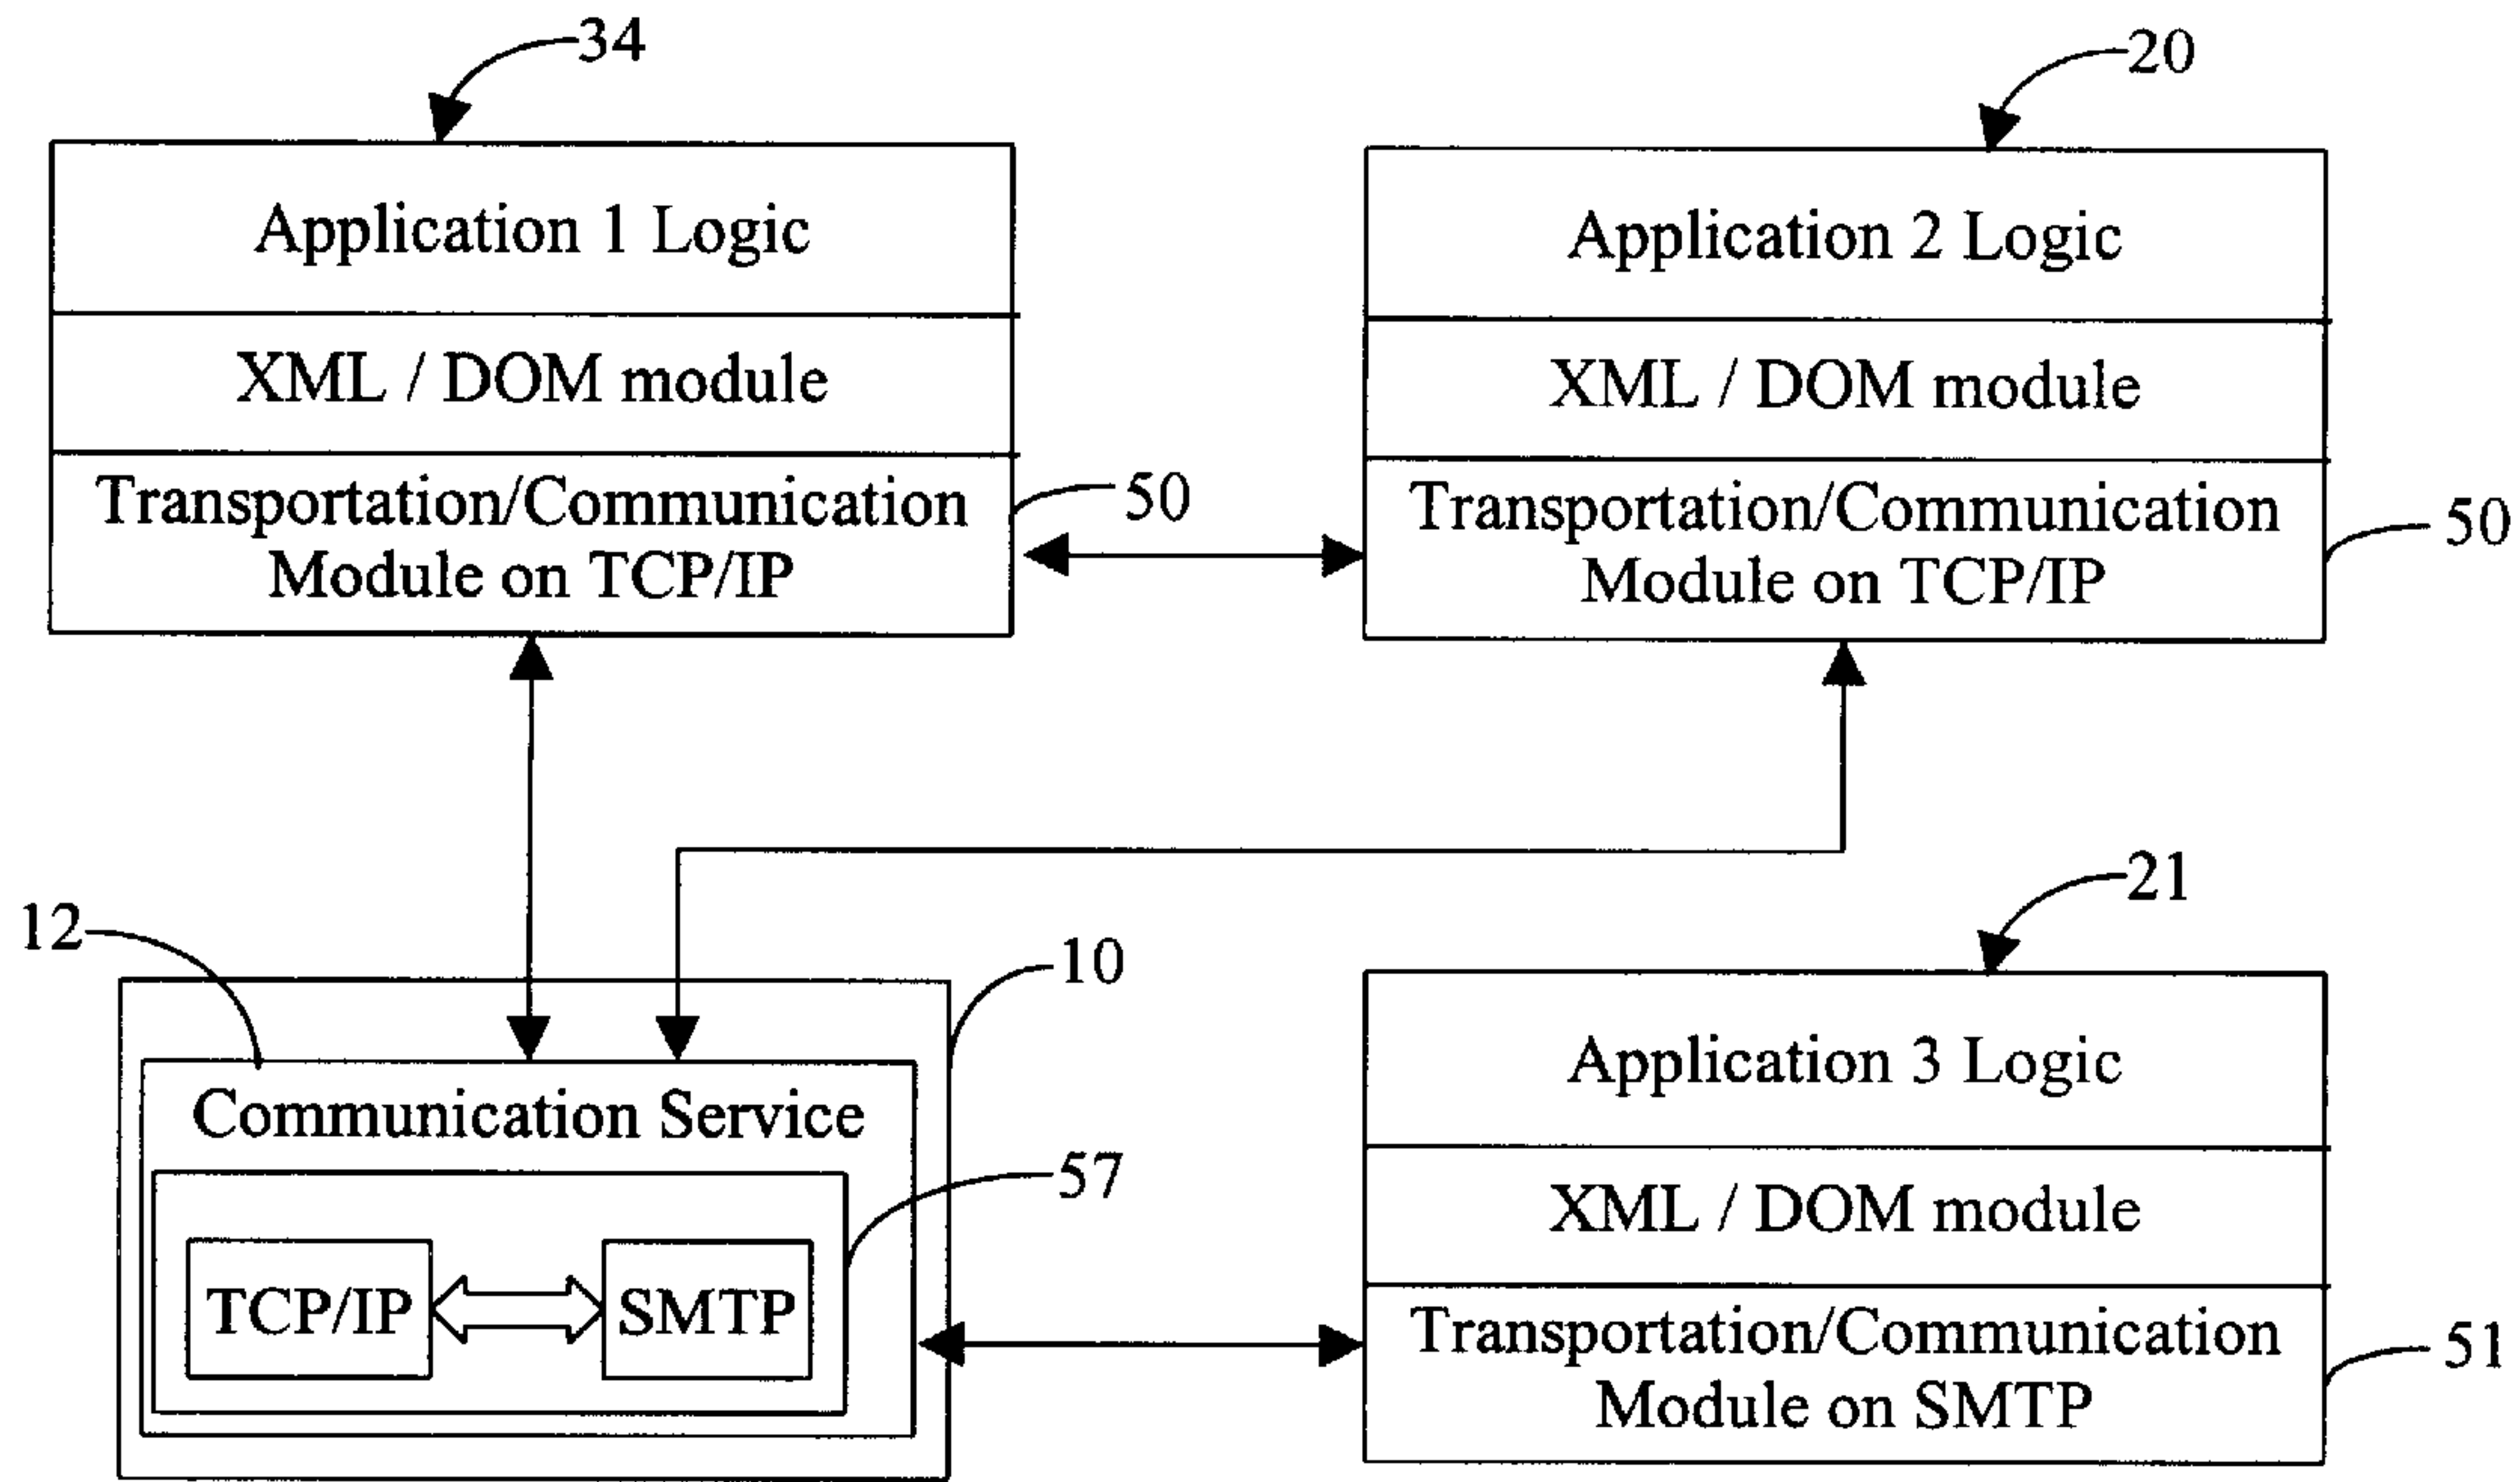 34
20
Application 1 Logic
XML / DOM module
Transportation/Communication
Module on TCP/IP
50
Application 2 Logic
XML / DOM module
Transportation/Communication
Module on TCP/IP
50
12
10
Communication Service
57
TCP/IP
SMTP
21
Application 3 Logic
XML / DOM module
Transportation/Communication
Module on SMTP
51